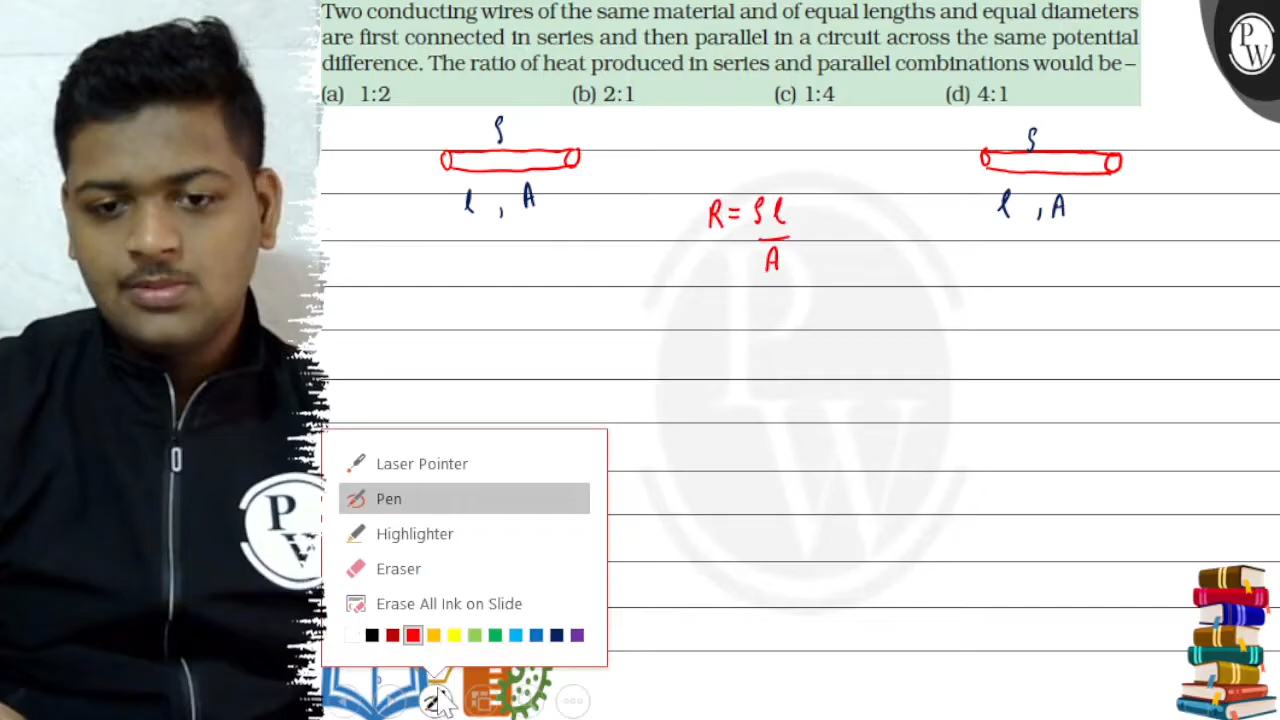 Two conducting wires of the same material and of equal lengths and equal diameters
are first connected in series and then parallel in a circuit across the same potential
difference. The ratio of heat produced in series and parallel combinations would be –
(a) 1:2 (b) 2:1 (c) 1:4 (d) 4:1
P
W
ρ ρ
l , A l , A
R = ρl
A
P
W
Laser Pointer
Pen
Highlighter
Eraser
Erase All Ink on Slide
P
W